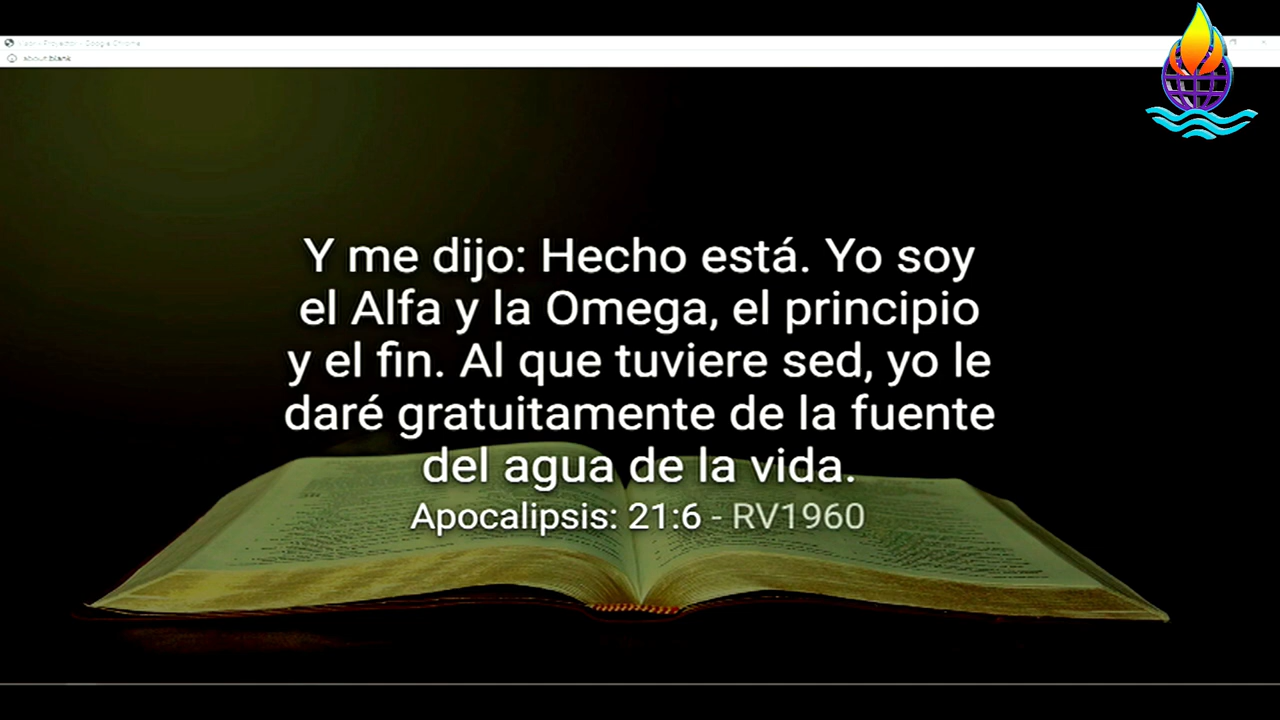 about:blank
Y me dijo: Hecho está. Yo soy
el Alfa y la Omega, el principio
y el fin. Al que tuviere sed, yo le
daré gratuitamente de la fuente
del agua de la vida.
Apocalipsis: 21:6 - RV1960